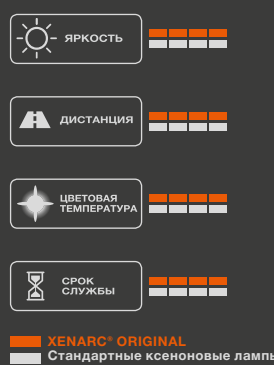 ЯРКОСТЬ
ДИСТАНЦИЯ
ЦВЕТОВАЯ
ТЕМПЕРАТУРА
СРОК
СЛУЖБЫ
XENARC® ORIGINAL
Стандартные ксеноновые лампы